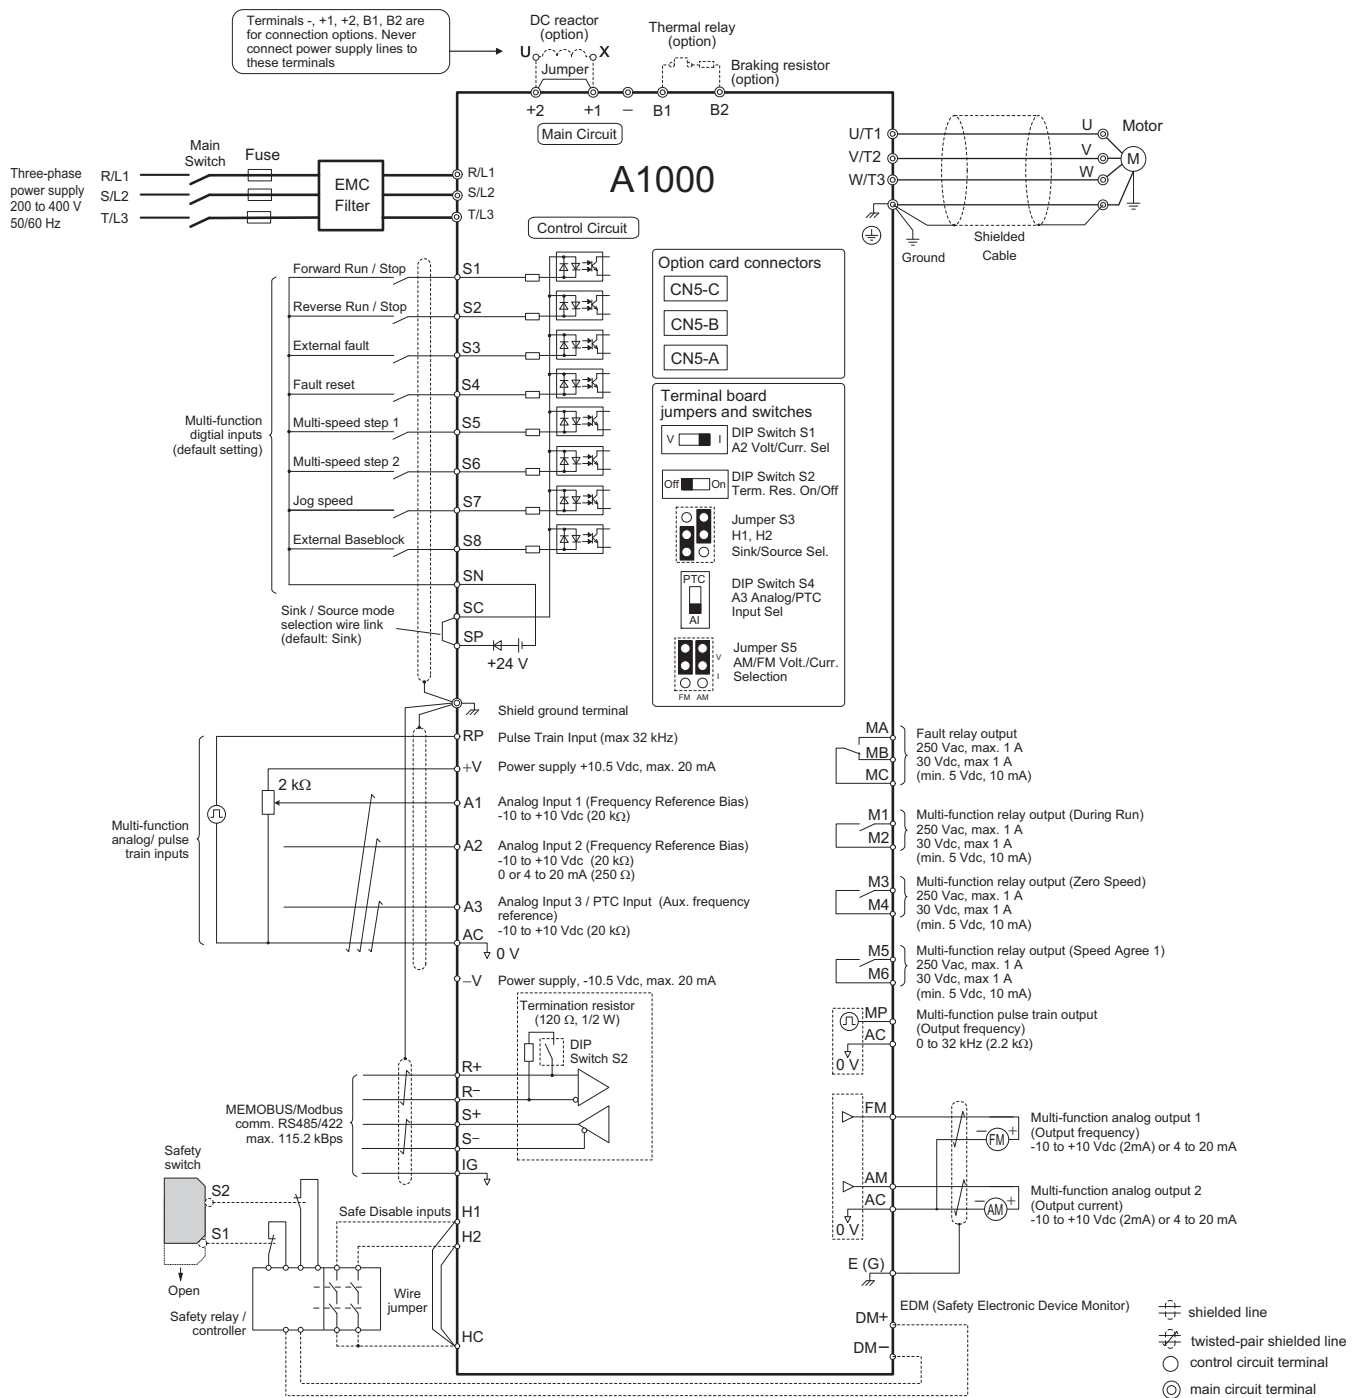 Terminals -, +1, +2, B1, B2 are
for connection options. Never
connect power supply lines to
these terminals
DC reactor
(option)
U
X
Jumper
Thermal relay
(option)
Braking resistor
(option)
+2
+1
−
B1
B2
Main Circuit
Three-phase
power supply
200 to 400 V
50/60 Hz
R/L1
S/L2
T/L3
Main
Switch
Fuse
EMC
Filter
R/L1
S/L2
T/L3
A1000
U/T1
V/T2
W/T3
U
V
W
Motor
M
Ground
Shielded
Cable
Control Circuit
Multi-function
digtial inputs
(default setting)
Forward Run / Stop
S1
Reverse Run / Stop
S2
External fault
S3
Fault reset
S4
Multi-speed step 1
S5
Multi-speed step 2
S6
Jog speed
S7
External Baseblock
S8
SN
SC
SP
+24 V
Sink / Source mode
selection wire link
(default: Sink)
Option card connectors
CN5-C
CN5-B
CN5-A
Terminal board
jumpers and switches
V
I
DIP Switch S1
A2 Volt/Curr. Sel
Off
On
DIP Switch S2
Term. Res. On/Off
Jumper S3
H1, H2
Sink/Source Sel.
PTC
AI
DIP Switch S4
A3 Analog/PTC
Input Sel
V
I
FM AM
Jumper S5
AM/FM Volt./Curr.
Selection
Shield ground terminal
Multi-function
analog/ pulse
train inputs
2 kΩ
RP
Pulse Train Input (max 32 kHz)
+V
Power supply +10.5 Vdc, max. 20 mA
A1
Analog Input 1 (Frequency Reference Bias)
-10 to +10 Vdc (20 kΩ)
A2
Analog Input 2 (Frequency Reference Bias)
-10 to +10 Vdc (20 kΩ)
0 or 4 to 20 mA (250 Ω)
A3
Analog Input 3 / PTC Input (Aux. frequency
reference)
-10 to +10 Vdc (20 kΩ)
AC
0 V
−V
Power supply, -10.5 Vdc, max. 20 mA
Termination resistor
(120 Ω, 1/2 W)
DIP
Switch S2
MEMOBUS/Modbus
comm. RS485/422
max. 115.2 kBps
R+
R−
S+
S−
IG
Safety
switch
S2
S1
Open
Safety relay /
controller
Safe Disable inputs
Wire
jumper
H1
H2
HC
MA
MB
MC
Fault relay output
250 Vac, max. 1 A
30 Vdc, max 1 A
(min. 5 Vdc, 10 mA)
M1
M2
Multi-function relay output (During Run)
250 Vac, max. 1 A
30 Vdc, max 1 A
(min. 5 Vdc, 10 mA)
M3
M4
Multi-function relay output (Zero Speed)
250 Vac, max. 1 A
30 Vdc, max 1 A
(min. 5 Vdc, 10 mA)
M5
M6
Multi-function relay output (Speed Agree 1)
250 Vac, max. 1 A
30 Vdc, max 1 A
(min. 5 Vdc, 10 mA)
MP
AC
0 V
Multi-function pulse train output
(Output frequency)
0 to 32 kHz (2.2 kΩ)
FM
− +
FM
Multi-function analog output 1
(Output frequency)
-10 to +10 Vdc (2mA) or 4 to 20 mA
AM
AC
0 V
− +
AM
Multi-function analog output 2
(Output current)
-10 to +10 Vdc (2mA) or 4 to 20 mA
E (G)
EDM (Safety Electronic Device Monitor)
DM+
DM−
shielded line
twisted-pair shielded line
control circuit terminal
main circuit terminal